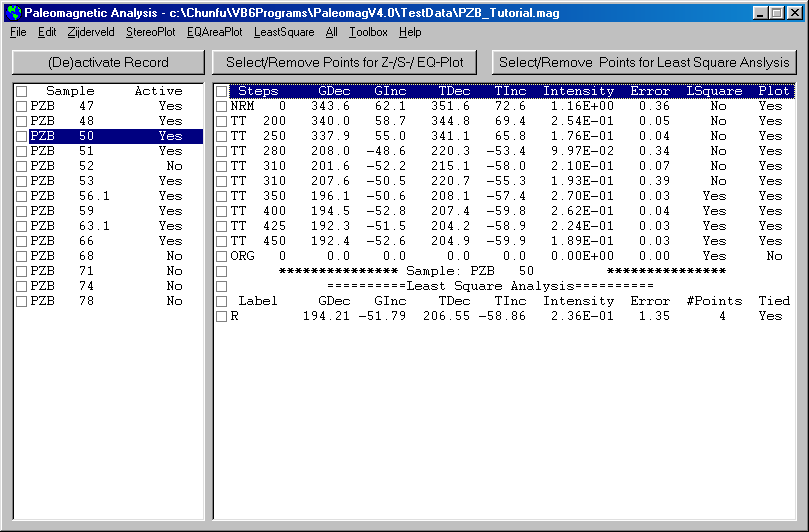 Paleomagnetic Analysis - c:\Chunfu\VB6Programs\PaleomagV4.0\TestData\PZB_Tutorial.mag
File Edit Zijderveld StereoPlot EQAreaPlot LeastSquare All Toolbox Help
(De)activate Record
Select/Remove Points for Z-/S-/ EQ-Plot
Select/Remove Points for Least Square Analysis
Sample Active
PZB 47 Yes
PZB 48 Yes
PZB 50 Yes
PZB 51 Yes
PZB 52 No
PZB 53 Yes
PZB 56.1 Yes
PZB 59 Yes
PZB 63.1 Yes
PZB 66 Yes
PZB 68 No
PZB 71 No
PZB 74 No
PZB 78 No
Steps GDec GInc TDec TInc Intensity Error LSquare Plot
NRM 0 343.6 62.1 351.6 72.6 1.16E+00 0.36 No Yes
TT 200 340.0 58.7 344.8 69.4 2.54E-01 0.05 No Yes
TT 250 337.9 55.0 341.1 65.8 1.76E-01 0.04 No Yes
TT 280 208.0 -48.6 220.3 -53.4 9.97E-02 0.34 No Yes
TT 310 201.6 -52.2 215.1 -58.0 2.10E-01 0.07 No Yes
TT 310 207.6 -50.5 220.7 -55.3 1.93E-01 0.39 No Yes
TT 350 196.1 -50.6 208.1 -57.4 2.70E-01 0.03 Yes Yes
TT 400 194.5 -52.8 207.4 -59.8 2.62E-01 0.04 Yes Yes
TT 425 192.3 -51.5 204.2 -58.9 2.24E-01 0.03 Yes Yes
TT 450 192.4 -52.6 204.9 -59.9 1.89E-01 0.03 Yes Yes
ORG 0 0.0 0.0 0.0 0.0 0.00E+00 0.00 Yes No
*************** Sample: PZB 50 ***************
==========Least Square Analysis==========
Label GDec GInc TDec TInc Intensity Error #Points Tied
R 194.21 -51.79 206.55 -58.86 2.36E-01 1.35 4 Yes